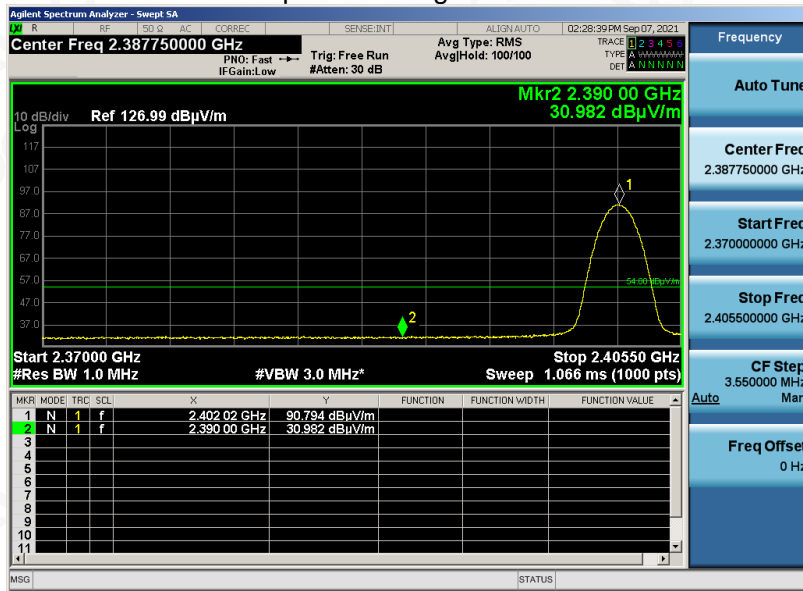 Agilent Spectrum Analyzer - Swept SA
LXI R RF 50 Ω AC CORREC SENSE:INT ALIGN AUTO 02:28:39 PM Sep 07, 2021
Center Freq 2.387750000 GHz
PNO: Fast
IFGain:Low
Trig: Free Run
#Atten: 30 dB
Avg Type: RMS
Avg|Hold: 100/100
TRACE 1 2 3 4 5 6
TYPE A
DET A N N N N N
Mkr2 2.390 00 GHz
30.982 dBµV/m
10 dB/div Ref 126.99 dBµV/m
Log
117
107
97.0
87.0
77.0
67.0
57.0
47.0
37.0
1
54.00 dBµV/m
2
Start 2.37000 GHz Stop 2.40550 GHz
#Res BW 1.0 MHz #VBW 3.0 MHz* Sweep 1.066 ms (1000 pts)
MKR MODE TRC SCL X Y FUNCTION FUNCTION WIDTH FUNCTION VALUE
1 N 1 f 2.402 02 GHz 90.794 dBµV/m
2 N 1 f 2.390 00 GHz 30.982 dBµV/m
3
4
5
6
7
8
9
10
11
MSG STATUS
Frequency
Auto Tune
Center Freq
2.387750000 GHz
Start Freq
2.370000000 GHz
Stop Freq
2.405500000 GHz
CF Step
3.550000 MHz
Auto Man
Freq Offset
0 Hz